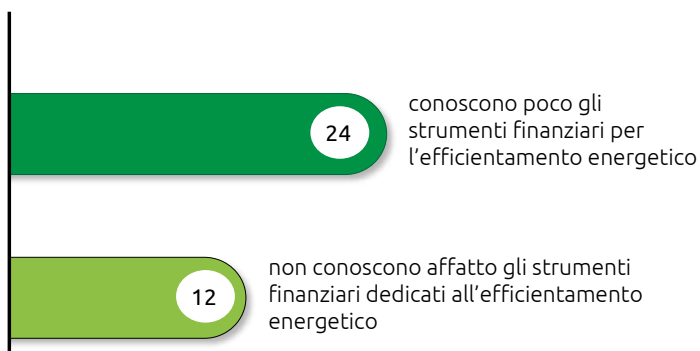 24
conoscono poco gli
strumenti finanziari per
l'efficientamento energetico
12
non conoscono affatto gli strumenti
finanziari dedicati all'efficientamento
energetico